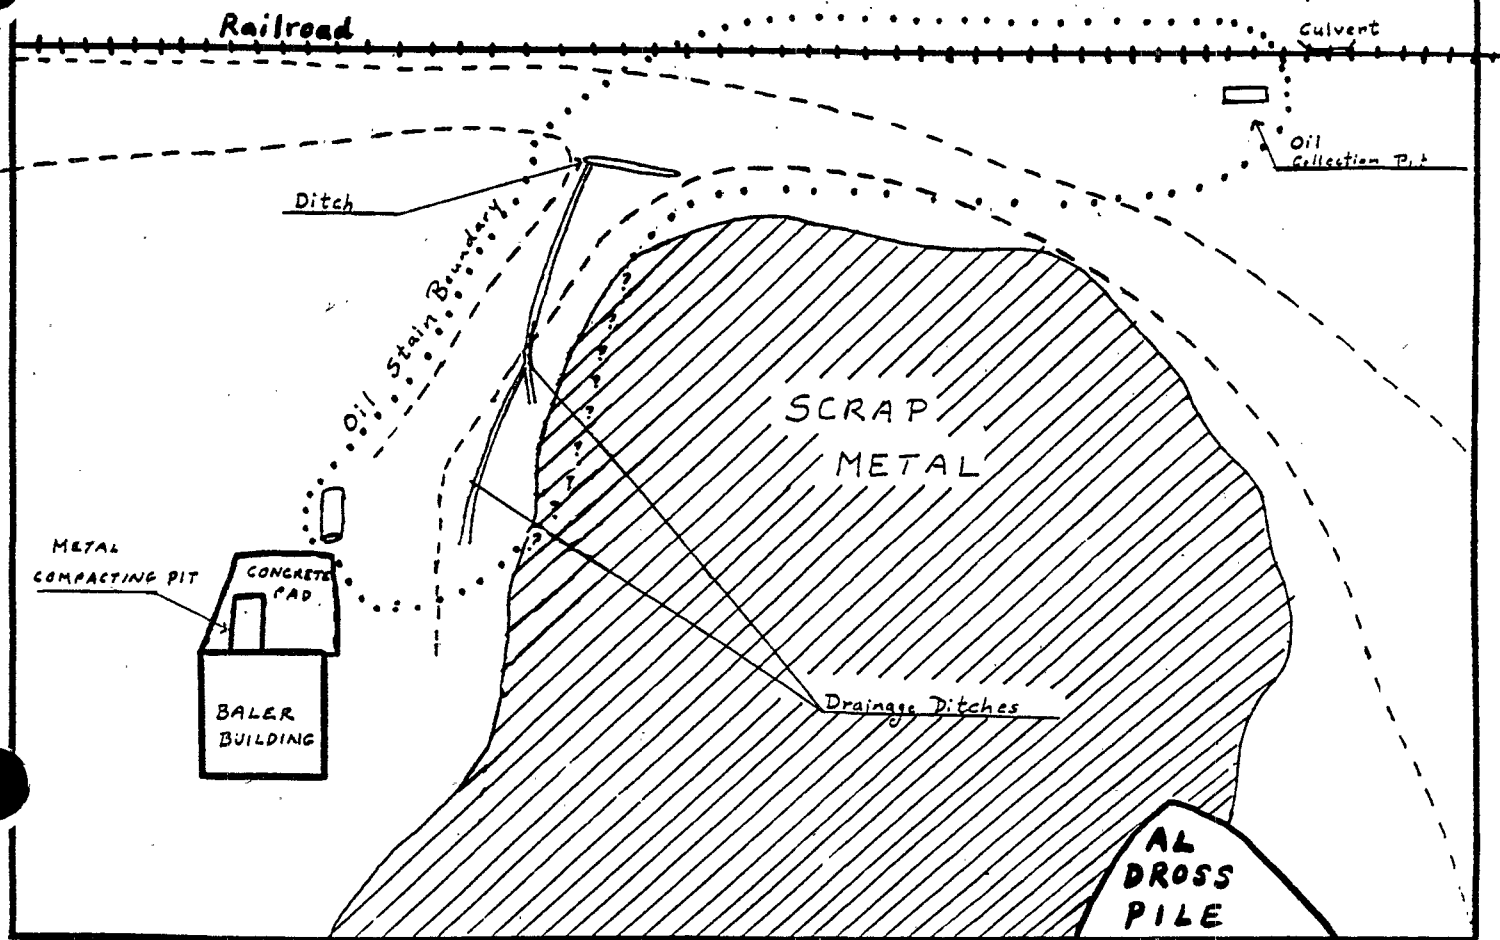 Railroad
Culvert
Oil
Collection Pit
Ditch
Oil Stain Boundary
? ? ? ? ? ? ? ? ? ?
SCRAP
METAL
METAL
COMPACTING PIT
CONCRETE
PAD
Drainage Ditches
BALER
BUILDING
AL
DROSS
PILE